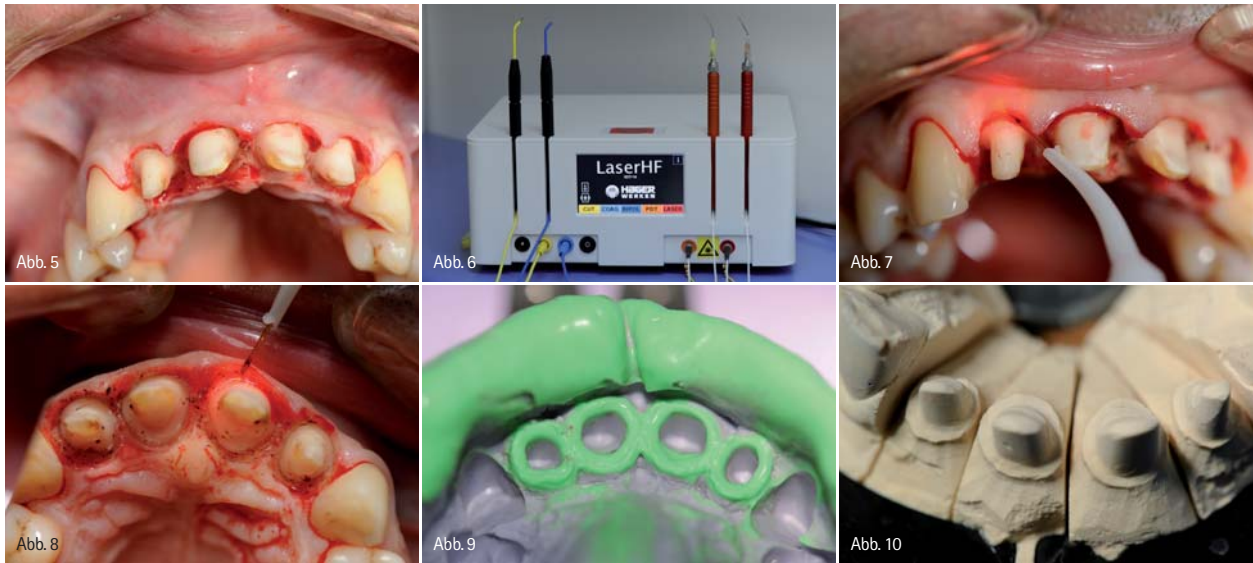 Abb. 5
LaserHF
HAGER
WERKEN
CUT COAG BIPOL PDT LASER
Abb. 6
Abb. 7
Abb. 8
Abb. 9
Abb. 10